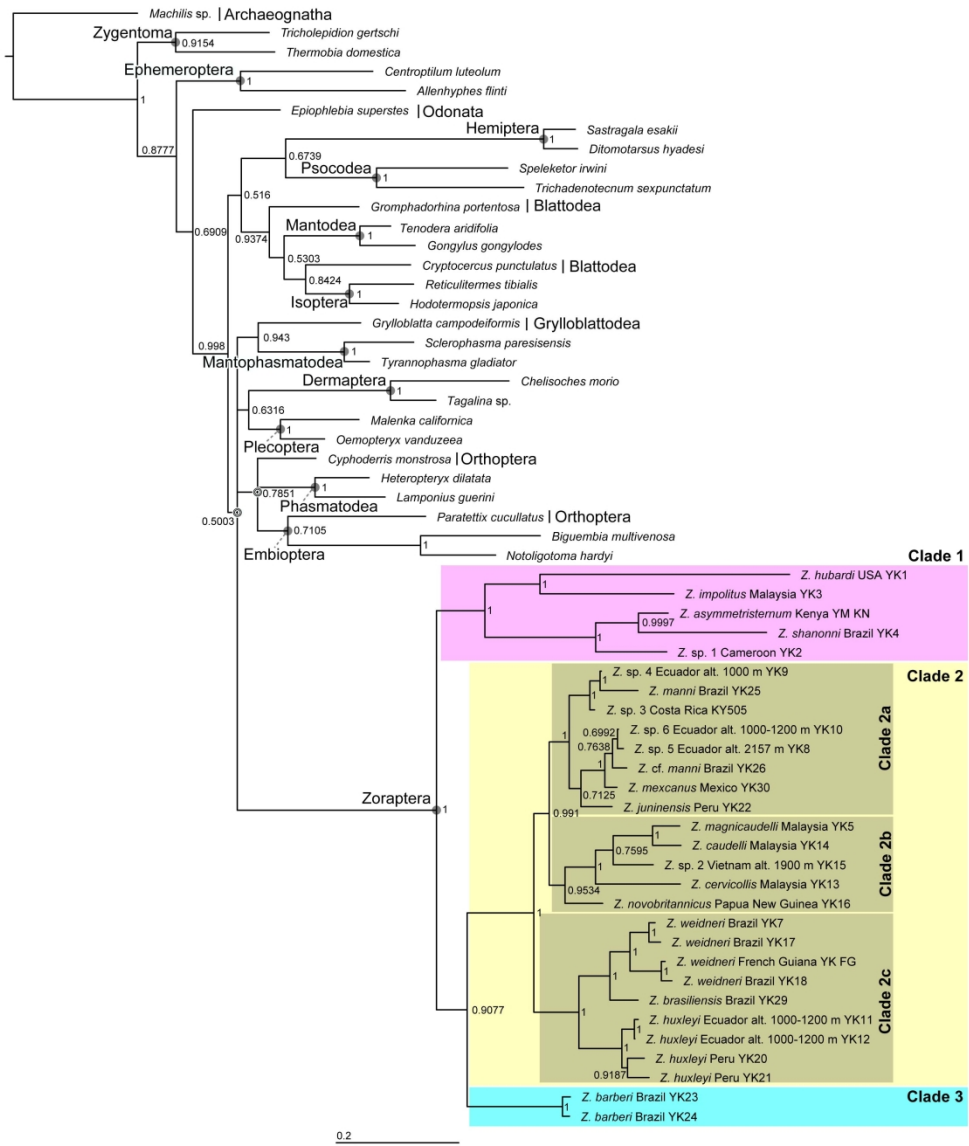 Machilis sp. | Archaeognatha
Zygentoma
Tricholepidion gertschi
0.9154
Thermobia domestica
Ephemeroptera
Centroptilum luteolum
1
1
Allenhyphes flinti
Epiophlebia superstes | Odonata
Hemiptera
Sastragala esakii
1
0.8777
Ditomotarsus hyadesi
0.6739
Psocodea
Speleketor irwini
1
Trichadenotecnum sexpunctatum
0.516
Gromphadorhina portentosa | Blattodea
Mantodea
Tenodera aridifolia
0.6909
0.9374
1
Gongylus gongylodes
0.5303
Cryptocercus punctulatus | Blattodea
0.8424
Reticulitermes tibialis
1
Isoptera
Hodotermopsis japonica
Grylloblatta campodeiformis | Grylloblattodea
0.998
0.943
Sclerophasma paresisensis
1
Mantophasmatodea
Tyrannophasma gladiator
Dermaptera
Chelisoches morio
1
Tagalina sp.
0.6316
Malenka californica
1
Plecoptera
Oemopteryx vanduzeea
Cyphoderris monstrosa | Orthoptera
Heteropteryx dilatata
0.7851
1
Phasmatodea
Lamponius guerini
0.5003
Paratettix cucullatus | Orthoptera
0.7105
Embioptera
Biguembia multivenosa
1
Notoligotoma hardyi
Clade 1
Z. hubardi USA YK1
1
Z. impolitus Malaysia YK3
1
Z. asymmetristernum Kenya YM KN
0.9997
Z. shanonni Brazil YK4
1
Z. sp. 1 Cameroon YK2
Clade 2
Z. sp. 4 Ecuador alt. 1000 m YK9
1
Z. manni Brazil YK25
1
Z. sp. 3 Costa Rica KY505
Clade 2a
0.6992
Z. sp. 6 Ecuador alt. 1000-1200 m YK10
1
0.7638
Z. sp. 5 Ecuador alt. 2157 m YK8
1
Z. cf. manni Brazil YK26
Z. mexcanus Mexico YK30
0.7125
Zoraptera
1
Z. juninensis Peru YK22
0.991
Z. magnicaudelli Malaysia YK5
1
Z. caudelli Malaysia YK14
Clade 2b
0.7595
Z. sp. 2 Vietnam alt. 1900 m YK15
1
Z. cervicollis Malaysia YK13
0.9534
Z. novobritannicus Papua New Guinea YK16
1
Z. weidneri Brazil YK7
1
Z. weidneri Brazil YK17
1
Z. weidneri French Guiana YK FG
1
Z. weidneri Brazil YK18
1
Clade 2c
Z. brasiliensis Brazil YK29
0.9077
1
Z. huxleyi Ecuador alt. 1000-1200 m YK11
1
Z. huxleyi Ecuador alt. 1000-1200 m YK12
1
Z. huxleyi Peru YK20
0.9187
Z. huxleyi Peru YK21
Clade 3
Z. barberi Brazil YK23
1
Z. barberi Brazil YK24
0.2